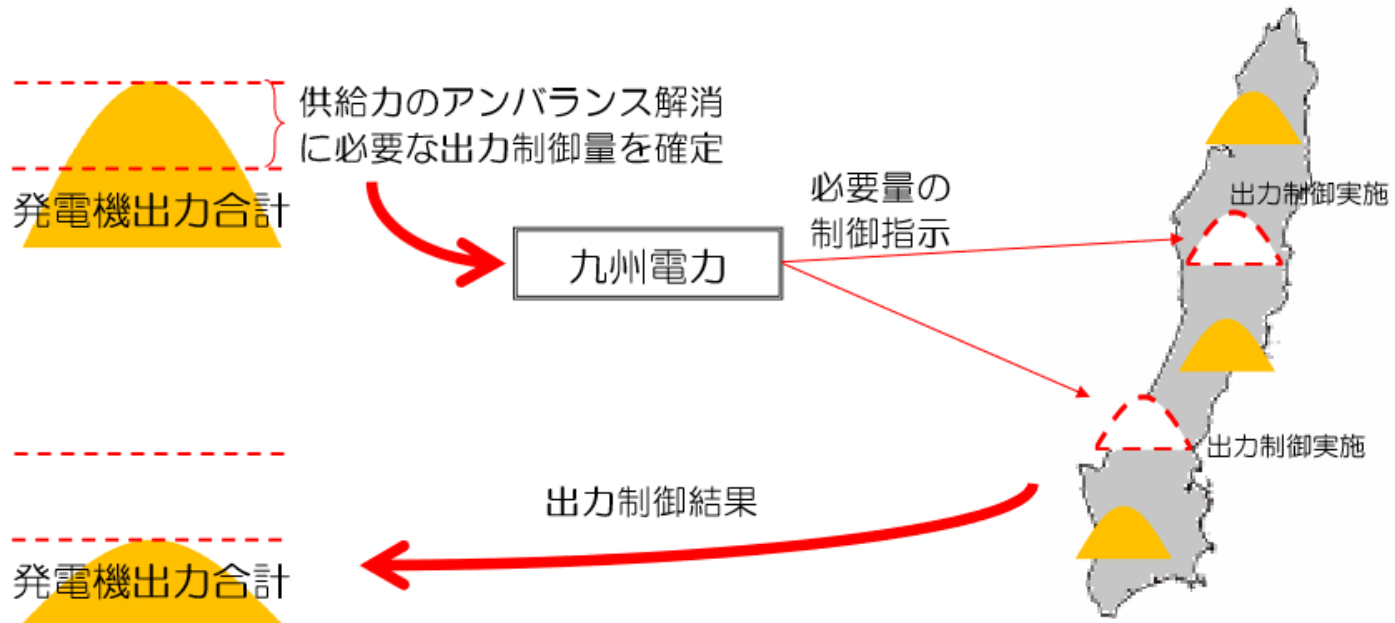 供給力のアンバランス解消
に必要な出力制御量を確定
発電機出力合計
必要量の
制御指示
九州電力
出力制御実施
出力制御実施
出力制御結果
発電機出力合計